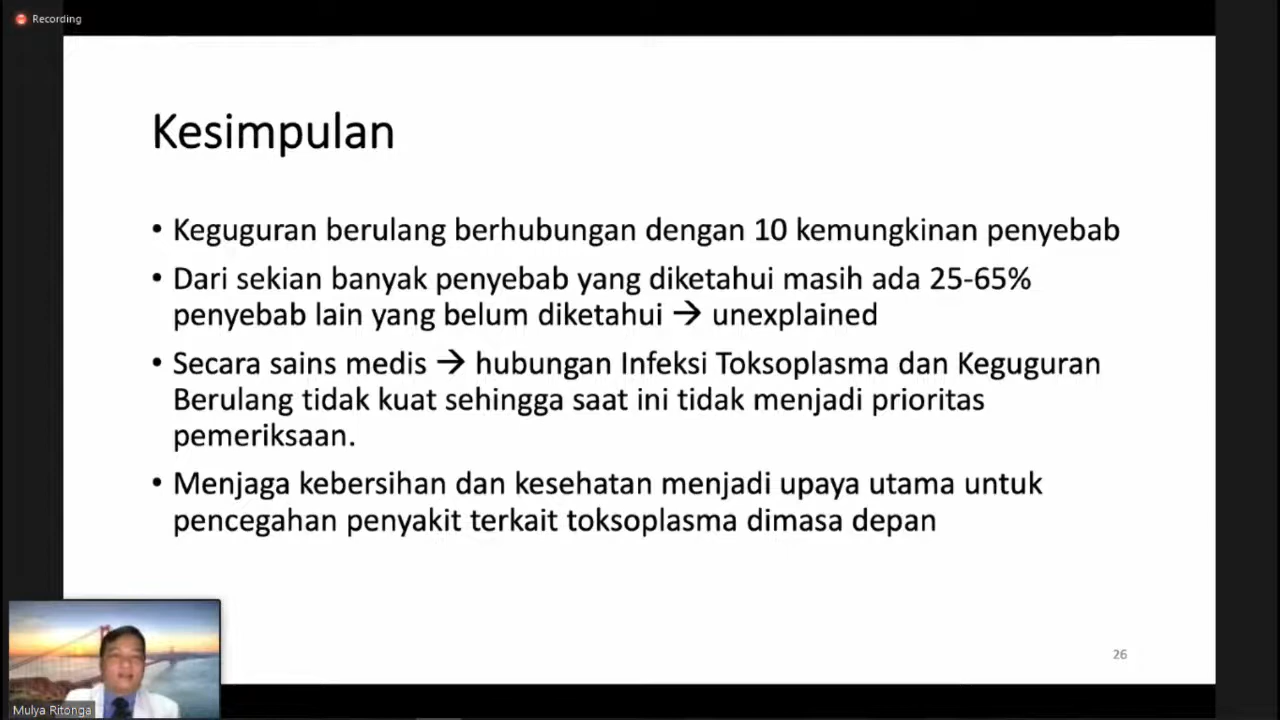 Recording
Kesimpulan
• Keguguran berulang berhubungan dengan 10 kemungkinan penyebab
• Dari sekian banyak penyebab yang diketahui masih ada 25-65%
penyebab lain yang belum diketahui → unexplained
• Secara sains medis → hubungan Infeksi Toksoplasma dan Keguguran
Berulang tidak kuat sehingga saat ini tidak menjadi prioritas
pemeriksaan.
• Menjaga kebersihan dan kesehatan menjadi upaya utama untuk
pencegahan penyakit terkait toksoplasma dimasa depan
26
Mulya Ritonga